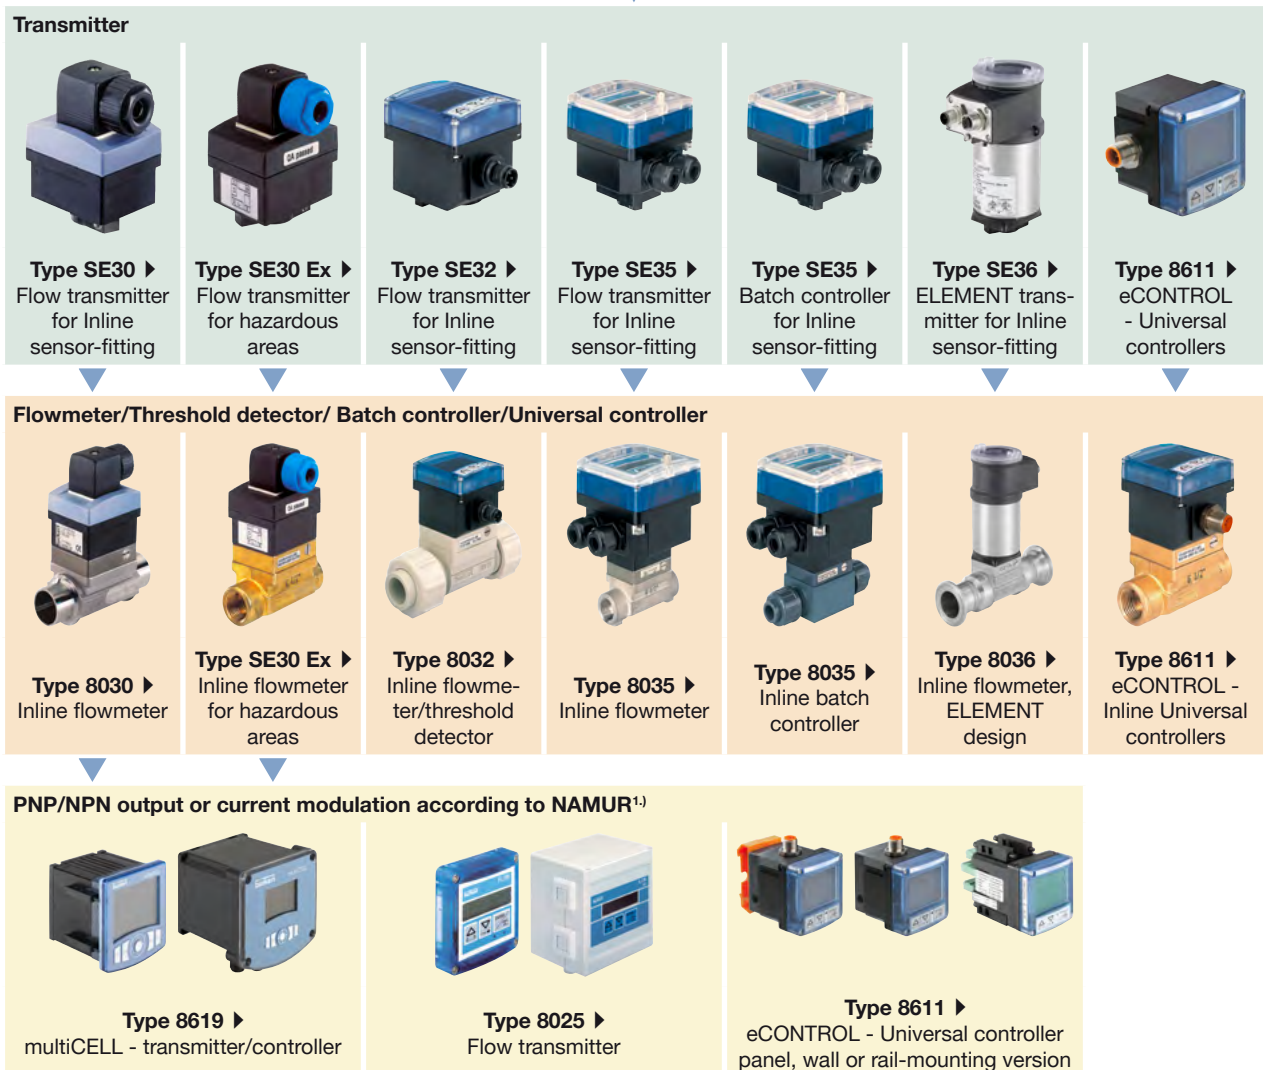 Transmitter
QA passed
Type SE30
Flow transmitter
for Inline
sensor-fitting
Type SE30 Ex
Flow transmitter
for hazardous
areas
Type SE32
Flow transmitter
for Inline
sensor-fitting
Type SE35
Flow transmitter
for Inline
sensor-fitting
Type SE35
Batch controller
for Inline
sensor-fitting
Type SE36
ELEMENT trans-
mitter for Inline
sensor-fitting
Type 8611
eCONTROL
- Universal
controllers
Flowmeter/Threshold detector/ Batch controller/Universal controller
Type 8030
Inline flowmeter
Type SE30 Ex
Inline flowmeter
for hazardous
areas
Type 8032
Inline flowme-
ter/threshold
detector
Type 8035
Inline flowmeter
Type 8035
Inline batch
controller
Type 8036
Inline flowmeter,
ELEMENT
design
Type 8611
eCONTROL -
Inline Universal
controllers
PNP/NPN output or current modulation according to NAMUR1.)
Type 8619
multiCELL - transmitter/controller
Type 8025
Flow transmitter
Type 8611
eCONTROL - Universal controller
panel, wall or rail-mounting version